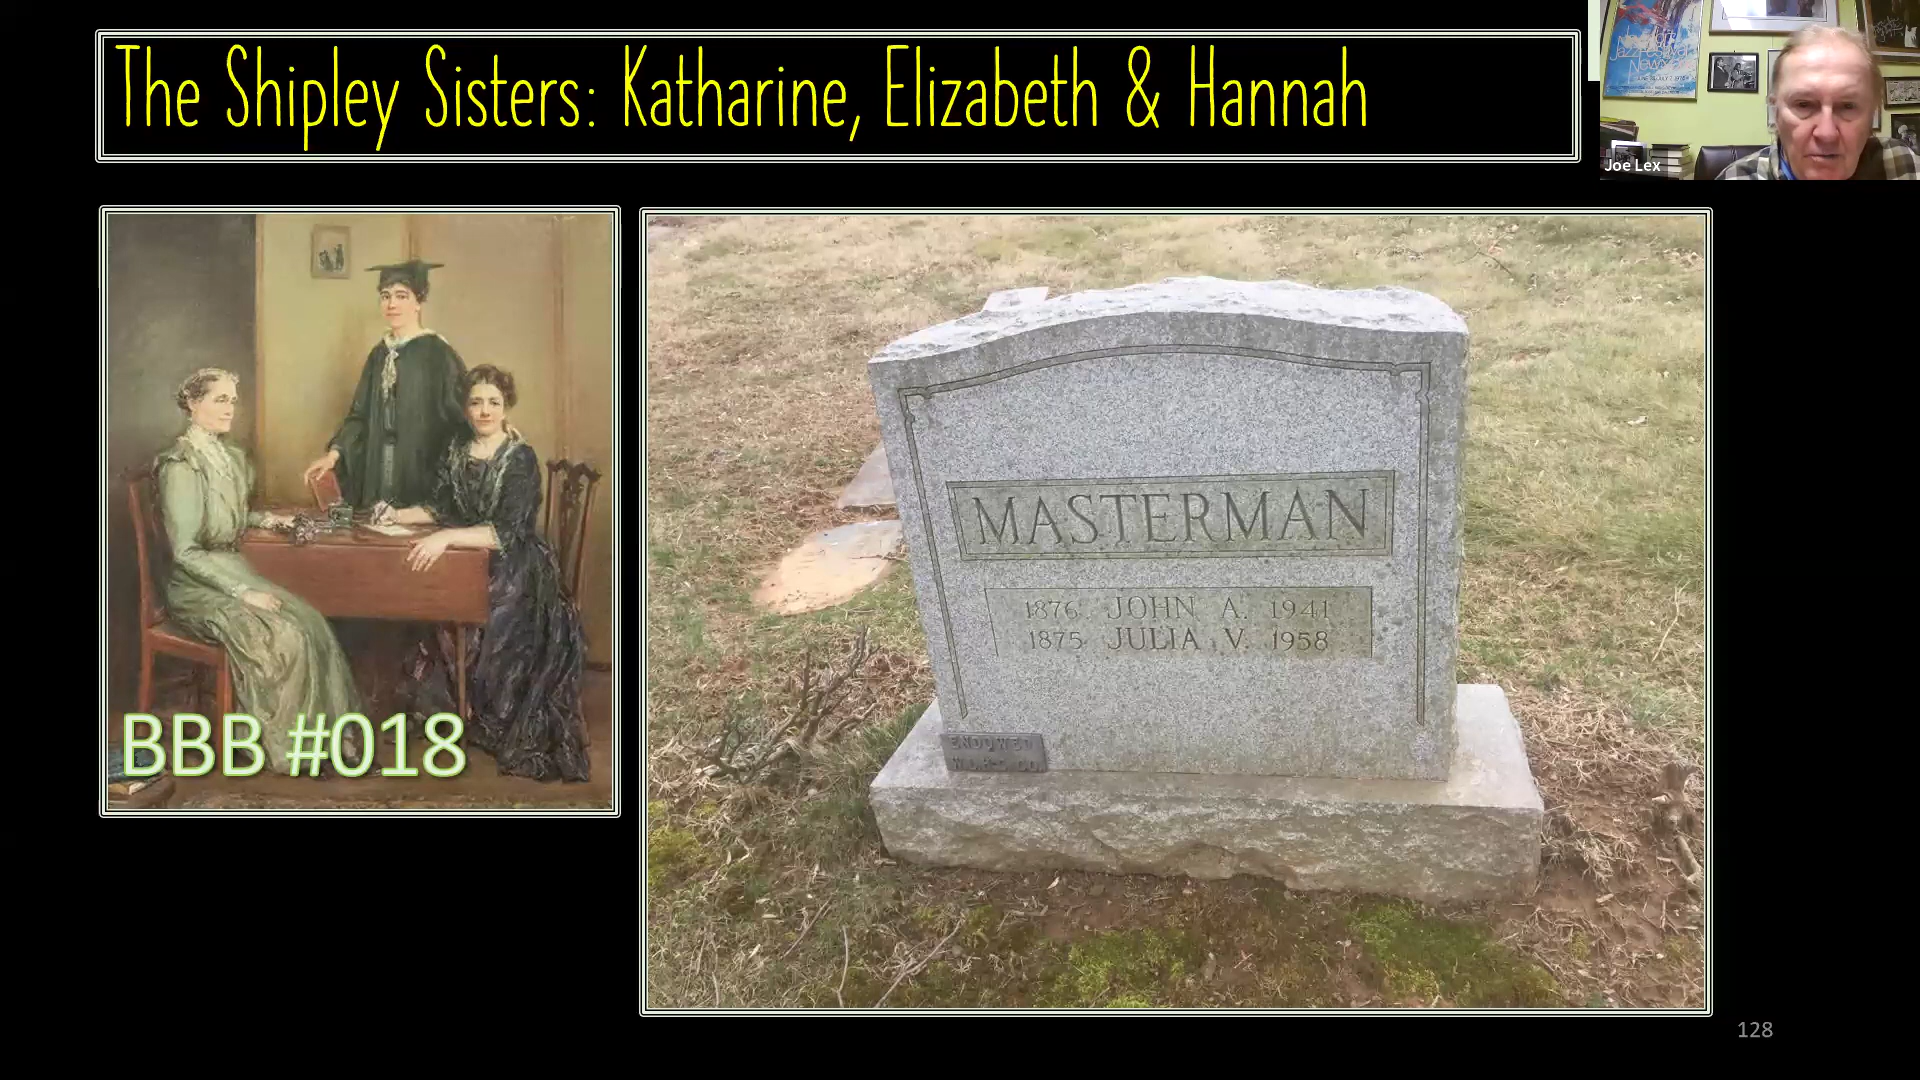 The Shipley Sisters: Katharine, Elizabeth & Hannah
Joe Lex
BBB #018
MASTERMAN
1876 JOHN A. 1941
1875 JULIA V. 1958
ENDOWED
W.L.H.C. CO.
128